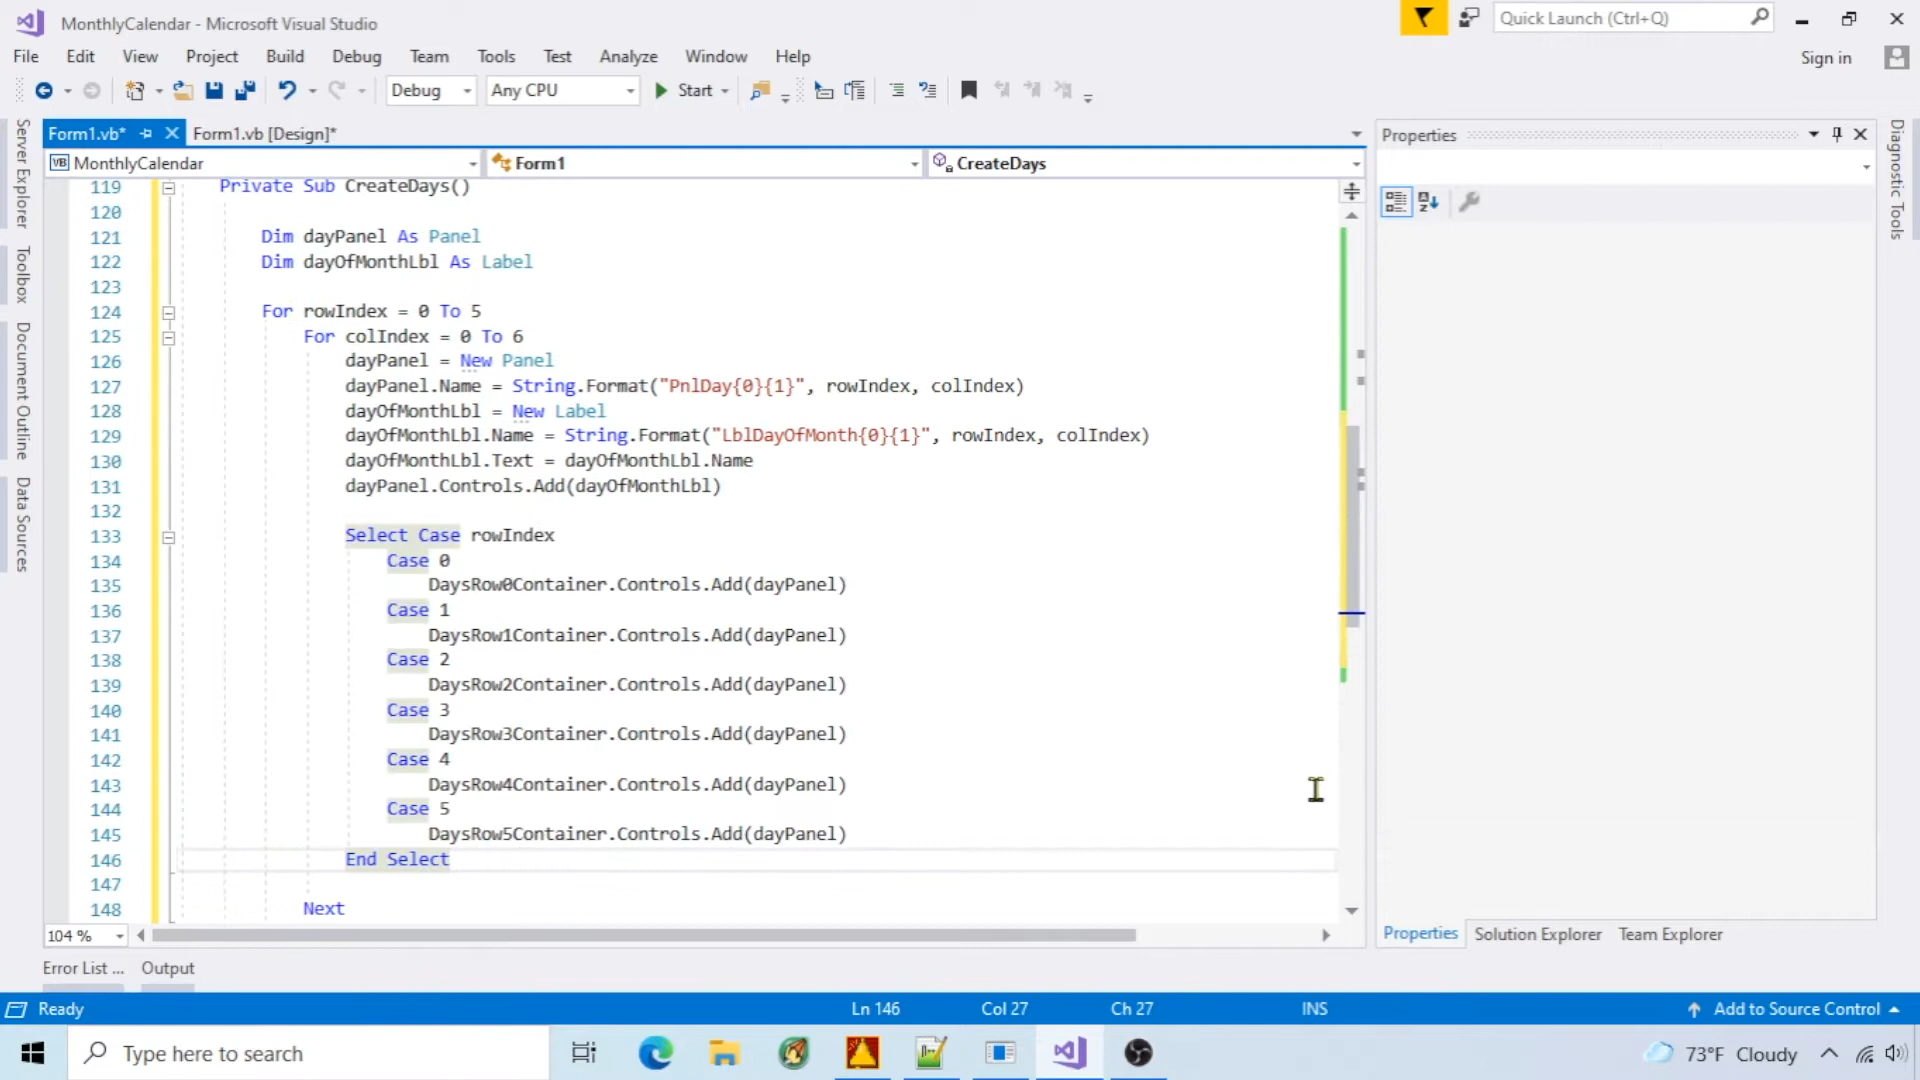 MonthlyCalendar - Microsoft Visual Studio
Quick Launch (Ctrl+Q)
File Edit View Project Build Debug Team Tools Test Analyze Window Help
Sign in
Debug Any CPU Start
Form1.vb* Form1.vb [Design]*
Properties
VB MonthlyCalendar Form1 CreateDays
Server Explorer
Toolbox
Document Outline
Data Sources
Diagnostic Tools
119 Private Sub CreateDays()
120
121 Dim dayPanel As Panel
122 Dim dayOfMonthLbl As Label
123
124 For rowIndex = 0 To 5
125 For colIndex = 0 To 6
126 dayPanel = New Panel
127 dayPanel.Name = String.Format("PnlDay{0}{1}", rowIndex, colIndex)
128 dayOfMonthLbl = New Label
129 dayOfMonthLbl.Name = String.Format("LblDayOfMonth{0}{1}", rowIndex, colIndex)
130 dayOfMonthLbl.Text = dayOfMonthLbl.Name
131 dayPanel.Controls.Add(dayOfMonthLbl)
132
133 Select Case rowIndex
134 Case 0
135 DaysRow0Container.Controls.Add(dayPanel)
136 Case 1
137 DaysRow1Container.Controls.Add(dayPanel)
138 Case 2
139 DaysRow2Container.Controls.Add(dayPanel)
140 Case 3
141 DaysRow3Container.Controls.Add(dayPanel)
142 Case 4
143 DaysRow4Container.Controls.Add(dayPanel)
144 Case 5
145 DaysRow5Container.Controls.Add(dayPanel)
146 End Select
147
148 Next
104 %
Properties Solution Explorer Team Explorer
Error List ... Output
Ready Ln 146 Col 27 Ch 27 INS Add to Source Control
Type here to search
73°F Cloudy